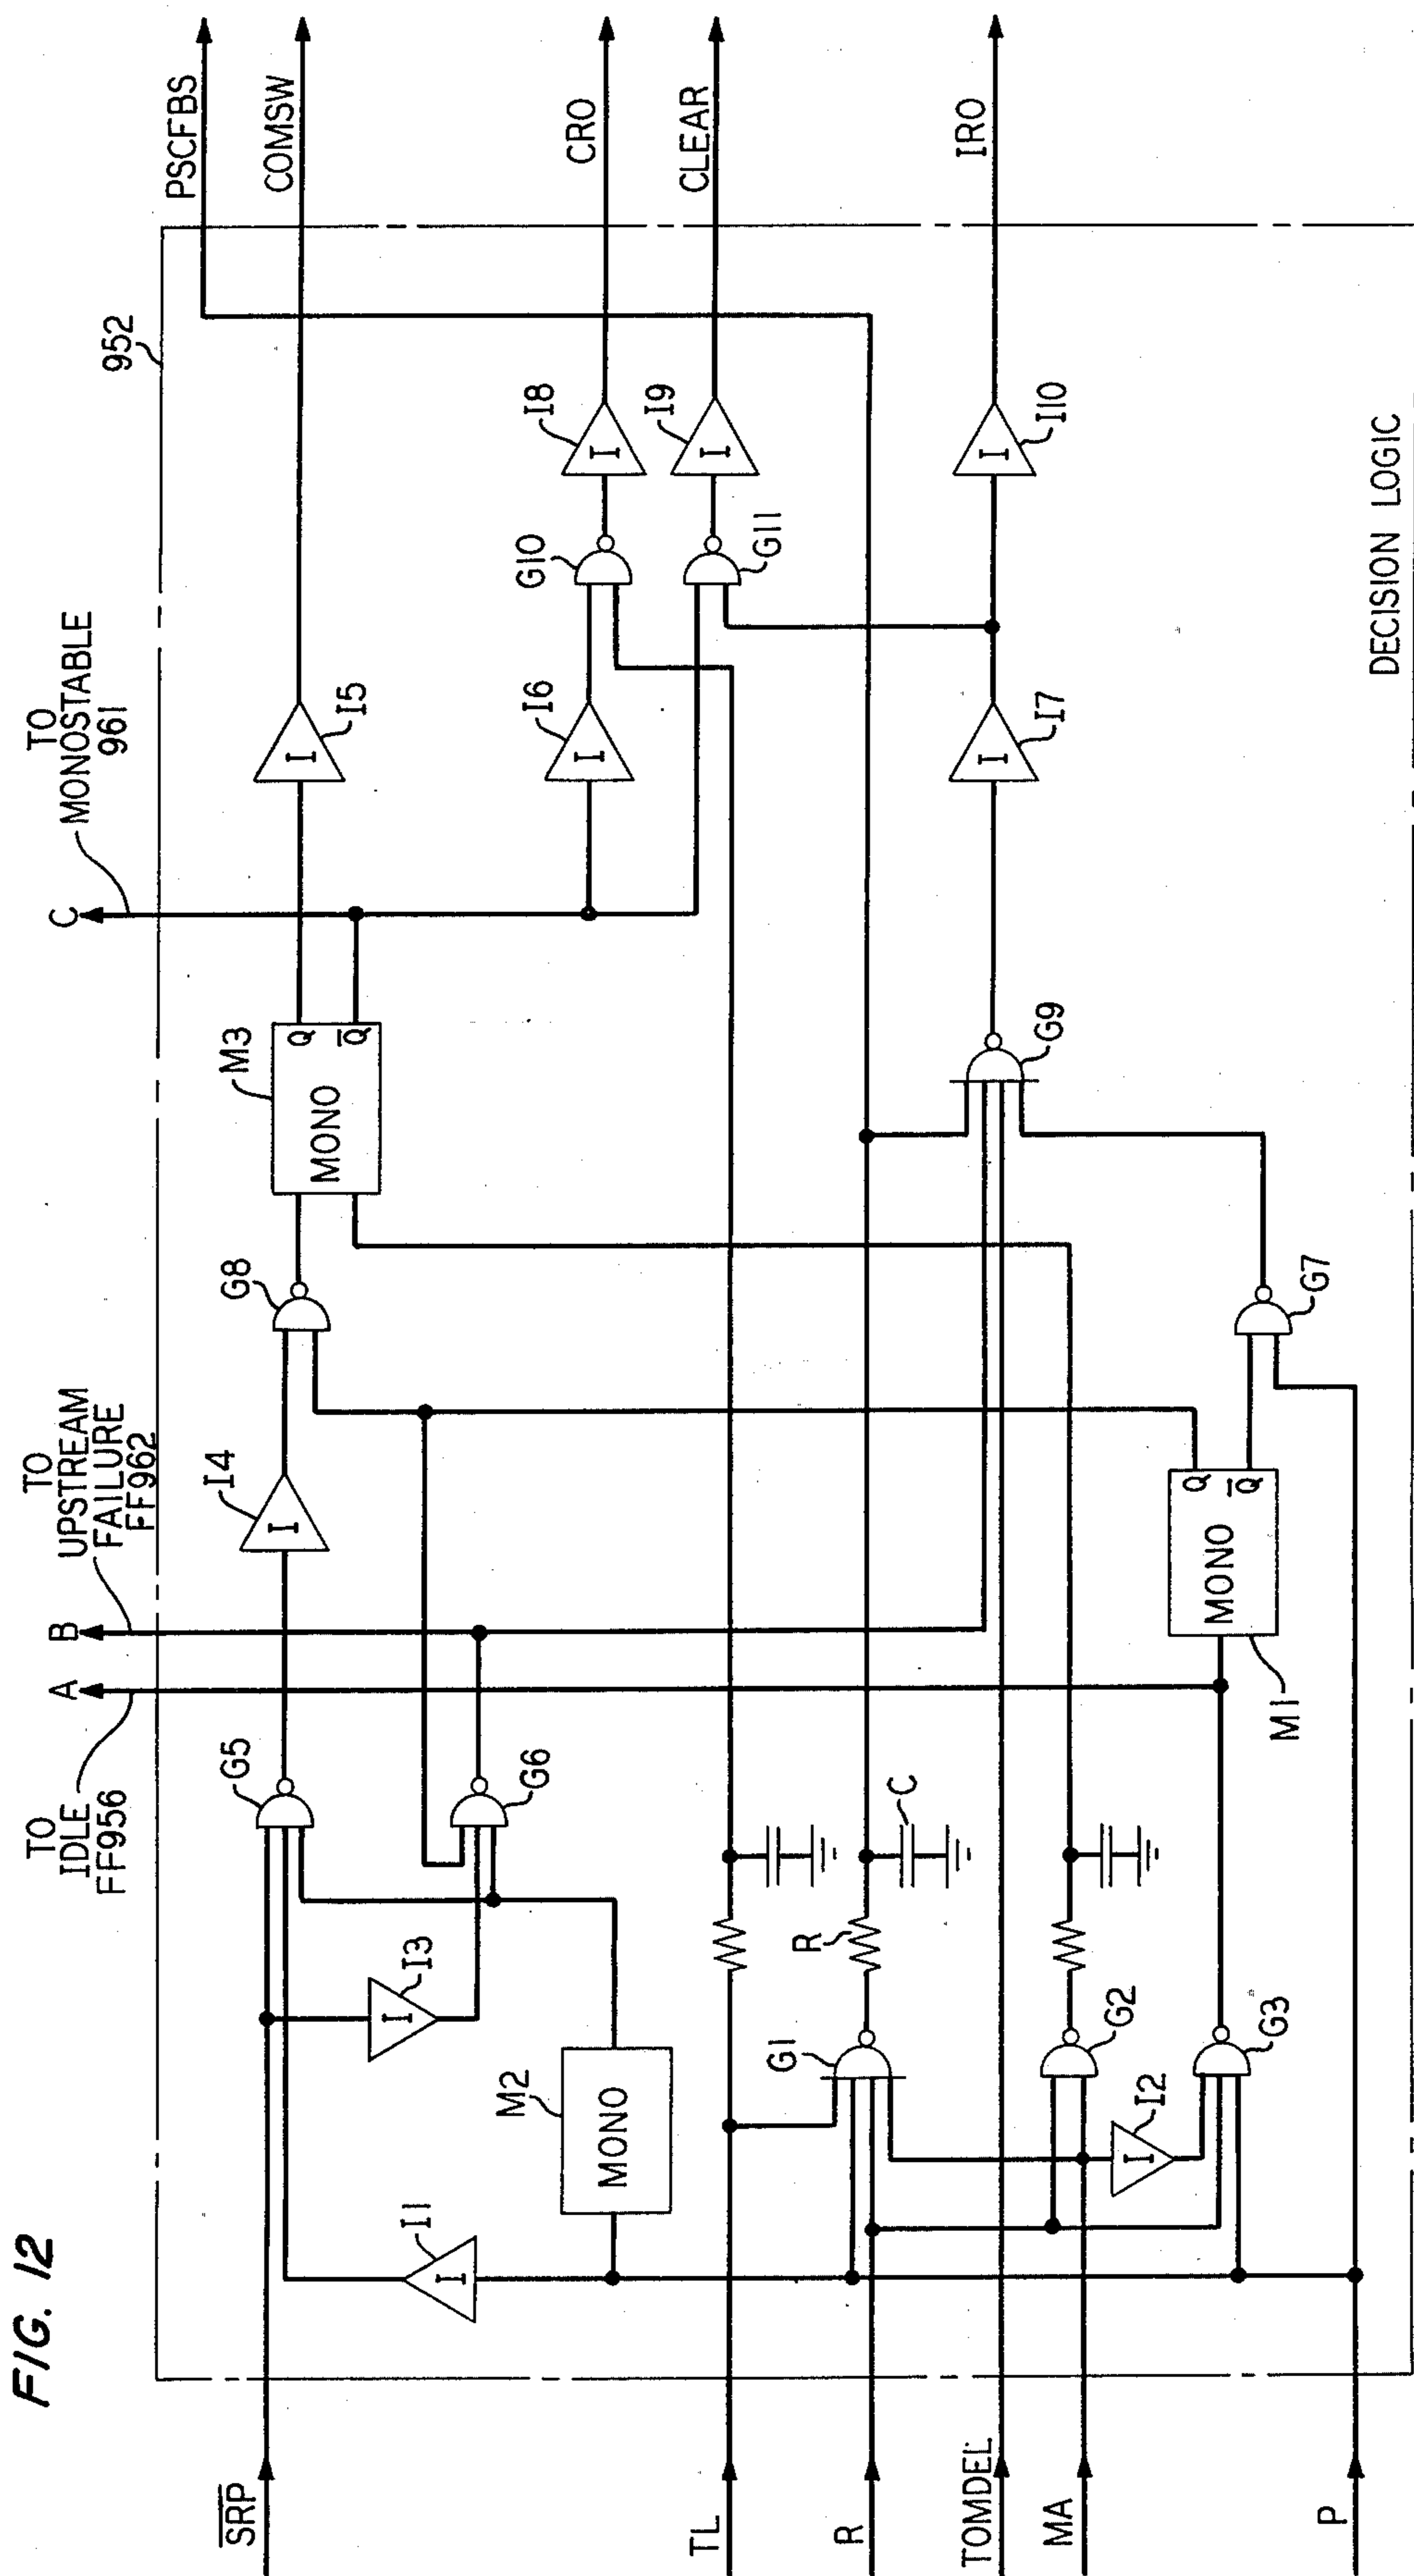 FIG. 12
TO
IDLE
FF956
TO
UPSTREAM
FAILURE
FF962
TO
MONOSTABLE
961
A
B
C
952
PSCFBS
COMSW
CRO
CLEAR
IRO
SRP
TL
R
TOMDEL
MA
P
I1
I
M2
MONO
I3
I
G5
G6
I4
I
G8
M3
MONO
Q
Q
I5
I
I6
I
G10
I8
I
G11
I9
I
G1
R
C
G2
I2
I
G3
M1
MONO
Q
Q
G7
G9
I7
I
I10
I
DECISION LOGIC